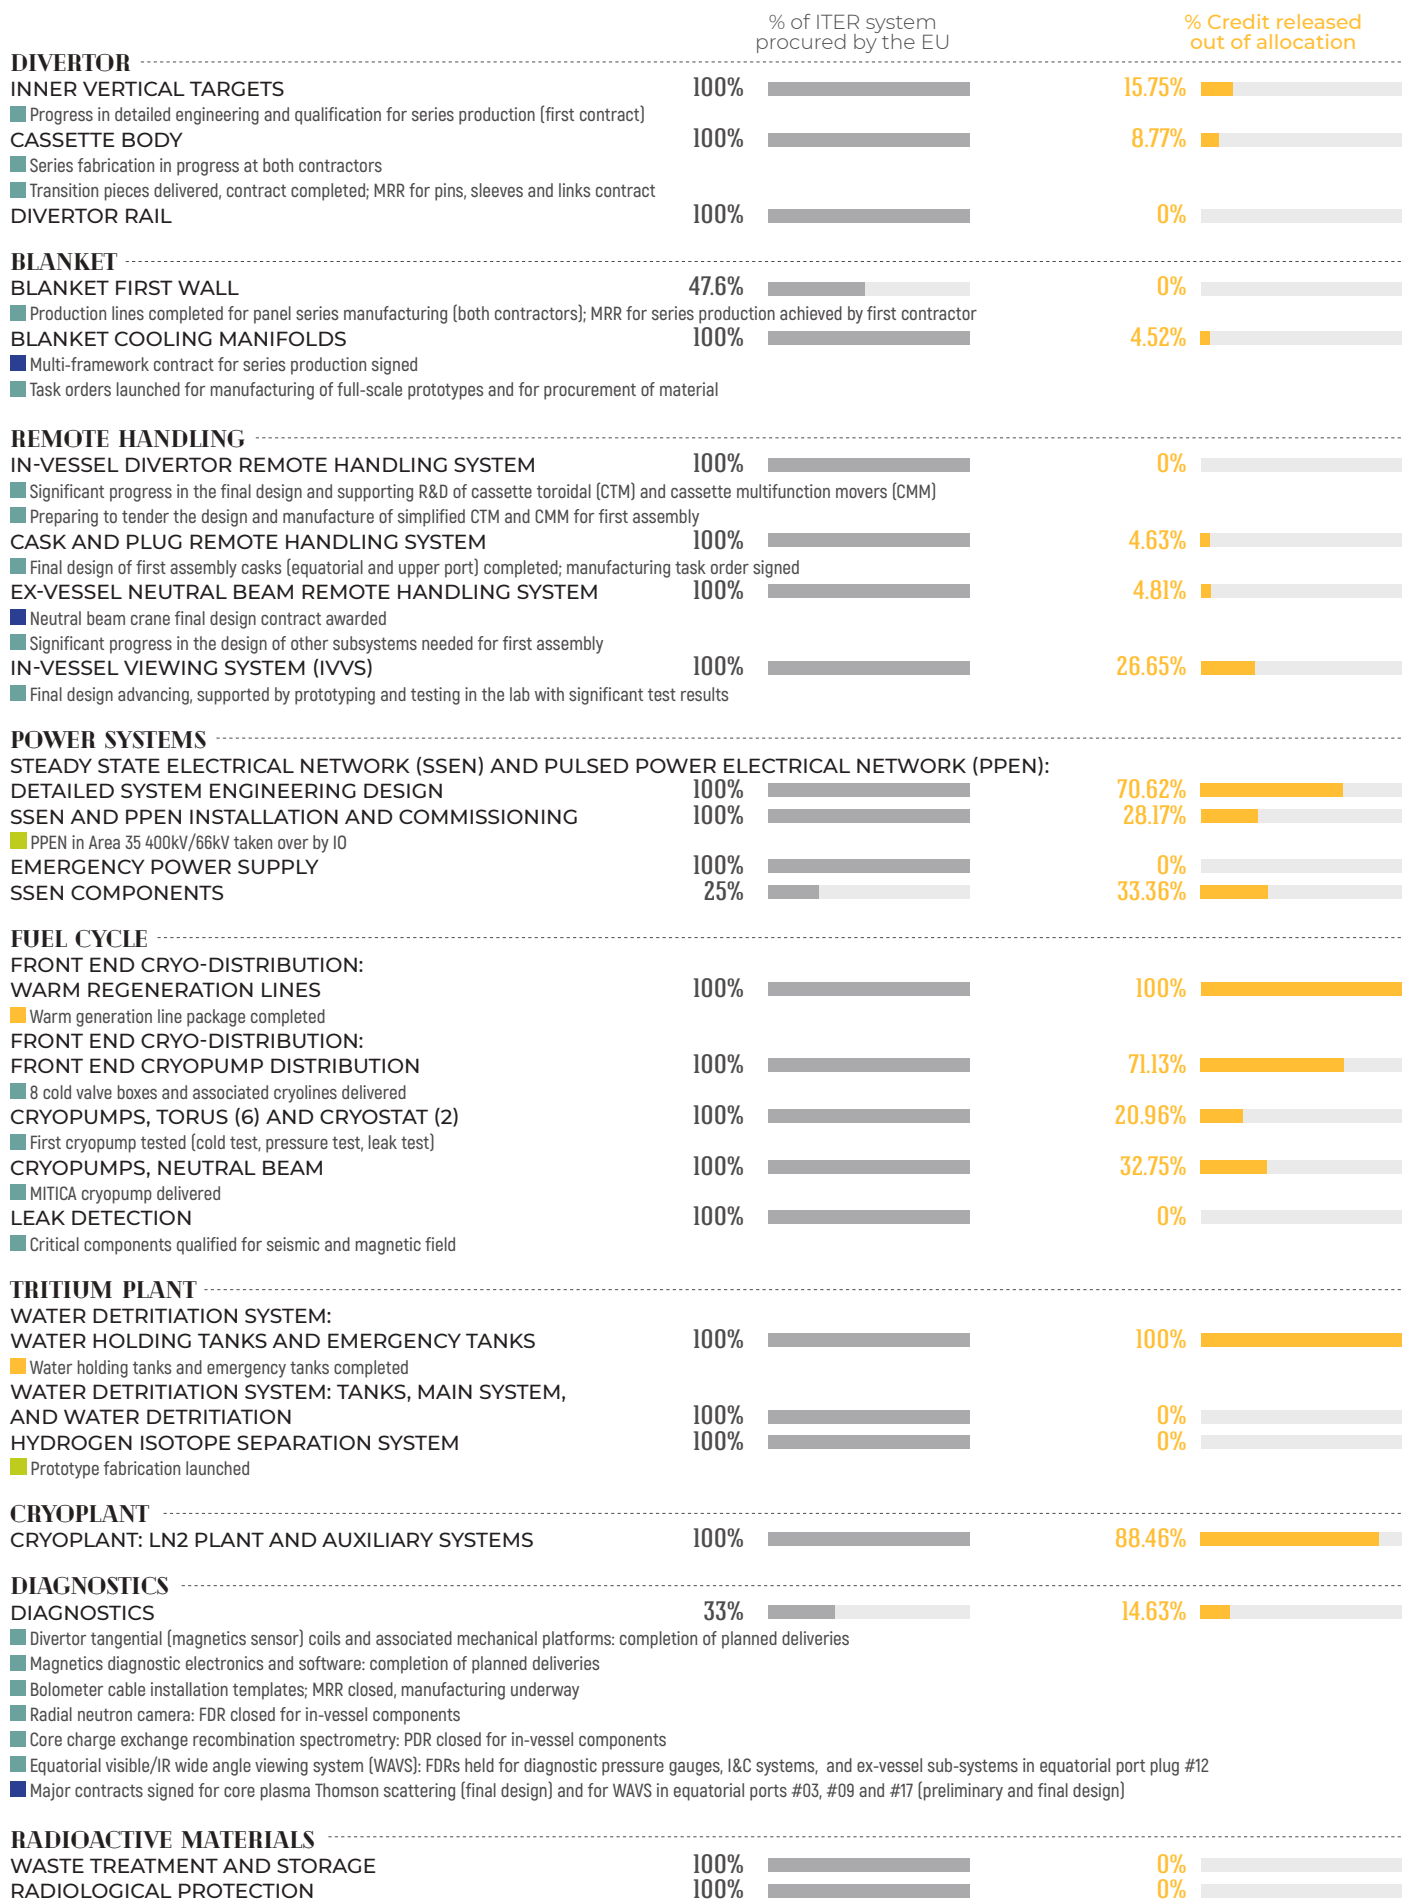 % of ITER system
procured by the EU
% Credit released
out of allocation
DIVERTOR
INNER VERTICAL TARGETS 100% 15.75%
Progress in detailed engineering and qualification for series production (first contract)
CASSETTE BODY 100% 8.77%
Series fabrication in progress at both contractors
Transition pieces delivered, contract completed; MRR for pins, sleeves and links contract
DIVERTOR RAIL 100% 0%
BLANKET
BLANKET FIRST WALL 47.6% 0%
Production lines completed for panel series manufacturing (both contractors); MRR for series production achieved by first contractor
BLANKET COOLING MANIFOLDS 100% 4.52%
Multi-framework contract for series production signed
Task orders launched for manufacturing of full-scale prototypes and for procurement of material
REMOTE HANDLING
IN-VESSEL DIVERTOR REMOTE HANDLING SYSTEM 100% 0%
Significant progress in the final design and supporting R&D of cassette toroidal (CTM) and cassette multifunction movers (CMM)
Preparing to tender the design and manufacture of simplified CTM and CMM for first assembly
CASK AND PLUG REMOTE HANDLING SYSTEM 100% 4.63%
Final design of first assembly casks (equatorial and upper port) completed; manufacturing task order signed
EX-VESSEL NEUTRAL BEAM REMOTE HANDLING SYSTEM 100% 4.81%
Neutral beam crane final design contract awarded
Significant progress in the design of other subsystems needed for first assembly
IN-VESSEL VIEWING SYSTEM (IVVS) 100% 26.65%
Final design advancing, supported by prototyping and testing in the lab with significant test results
POWER SYSTEMS
STEADY STATE ELECTRICAL NETWORK (SSEN) AND PULSED POWER ELECTRICAL NETWORK (PPEN):
DETAILED SYSTEM ENGINEERING DESIGN 100% 70.62%
SSEN AND PPEN INSTALLATION AND COMMISSIONING 100% 28.17%
PPEN in Area 35 400kV/66kV taken over by IO
EMERGENCY POWER SUPPLY 100% 0%
SSEN COMPONENTS 25% 33.36%
FUEL CYCLE
FRONT END CRYO-DISTRIBUTION:
WARM REGENERATION LINES 100% 100%
Warm generation line package completed
FRONT END CRYO-DISTRIBUTION:
FRONT END CRYOPUMP DISTRIBUTION 100% 71.13%
8 cold valve boxes and associated cryolines delivered
CRYOPUMPS, TORUS (6) AND CRYOSTAT (2) 100% 20.96%
First cryopump tested (cold test, pressure test, leak test)
CRYOPUMPS, NEUTRAL BEAM 100% 32.75%
MITICA cryopump delivered
LEAK DETECTION 100% 0%
Critical components qualified for seismic and magnetic field
TRITIUM PLANT
WATER DETRITIATION SYSTEM:
WATER HOLDING TANKS AND EMERGENCY TANKS 100% 100%
Water holding tanks and emergency tanks completed
WATER DETRITIATION SYSTEM: TANKS, MAIN SYSTEM,
AND WATER DETRITIATION 100% 0%
HYDROGEN ISOTOPE SEPARATION SYSTEM 100% 0%
Prototype fabrication launched
CRYOPLANT
CRYOPLANT: LN2 PLANT AND AUXILIARY SYSTEMS 100% 88.46%
DIAGNOSTICS
DIAGNOSTICS 33% 14.63%
Divertor tangential (magnetics sensor) coils and associated mechanical platforms: completion of planned deliveries
Magnetics diagnostic electronics and software: completion of planned deliveries
Bolometer cable installation templates; MRR closed, manufacturing underway
Radial neutron camera: FDR closed for in-vessel components
Core charge exchange recombination spectrometry: PDR closed for in-vessel components
Equatorial visible/IR wide angle viewing system (WAVS): FDRs held for diagnostic pressure gauges, I&C systems, and ex-vessel sub-systems in equatorial port plug #12
Major contracts signed for core plasma Thomson scattering (final design) and for WAVS in equatorial ports #03, #09 and #17 (preliminary and final design)
RADIOACTIVE MATERIALS
WASTE TREATMENT AND STORAGE 100% 0%
RADIOLOGICAL PROTECTION 100% 0%